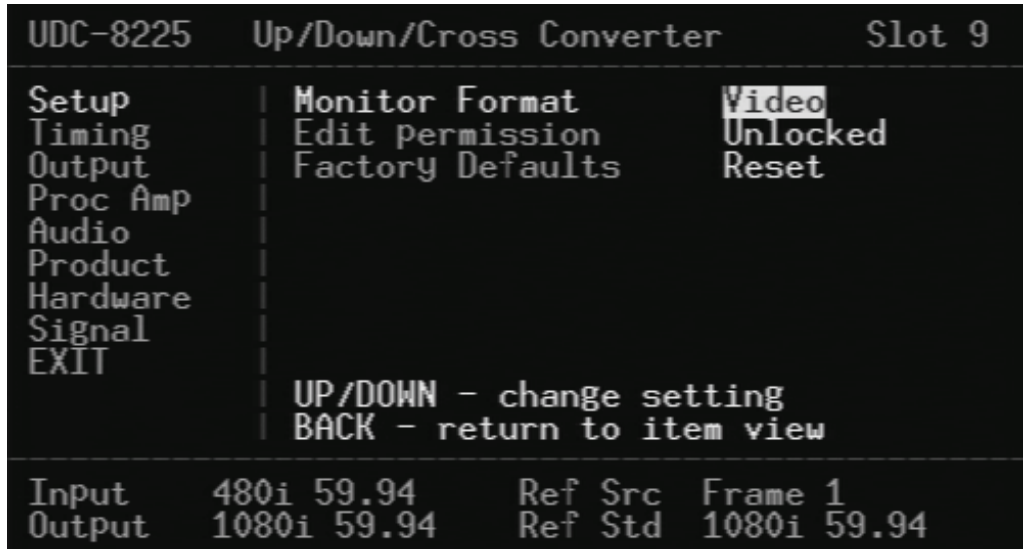 UDC-8225 Up/Down/Cross Converter Slot 9
Setup Monitor Format Video
Timing Edit permission Unlocked
Output Factory Defaults Reset
Proc Amp
Audio
Product
Hardware
Signal
EXIT
UP/DOWN - change setting
BACK - return to item view
Input 480i 59.94 Ref Src Frame 1
Output 1080i 59.94 Ref Std 1080i 59.94